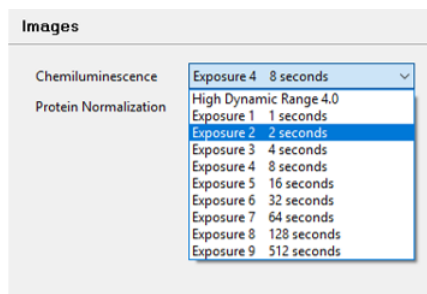 Images
Chemiluminescence Exposure 4 8 seconds
Protein Normalization
High Dynamic Range 4.0
Exposure 1 1 seconds
Exposure 2 2 seconds
Exposure 3 4 seconds
Exposure 4 8 seconds
Exposure 5 16 seconds
Exposure 6 32 seconds
Exposure 7 64 seconds
Exposure 8 128 seconds
Exposure 9 512 seconds